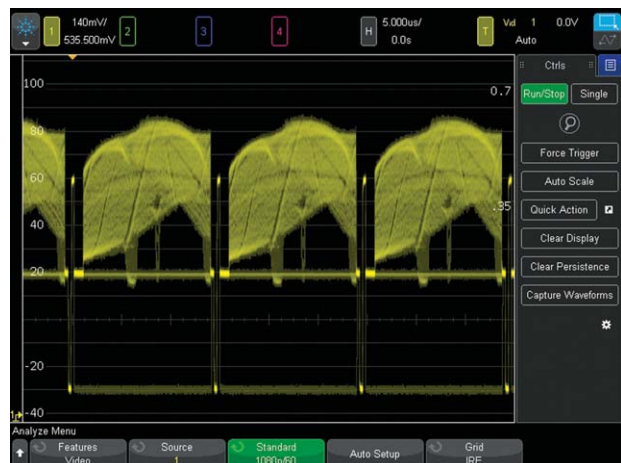 1
140mV/
535.500mV
2
3
4
H
5.000us/
0.0s
T
Vid 1 0.0V
Auto
Ctrls
Run/Stop
Single
Force Trigger
Auto Scale
Quick Action
Clear Display
Clear Persistence
Capture Waveforms
100
0.7
80
60
40
.35
20
-20
-40
Analyze Menu
Features
Video
Source
1
Standard
1080p/60
Auto Setup
Grid
IRE